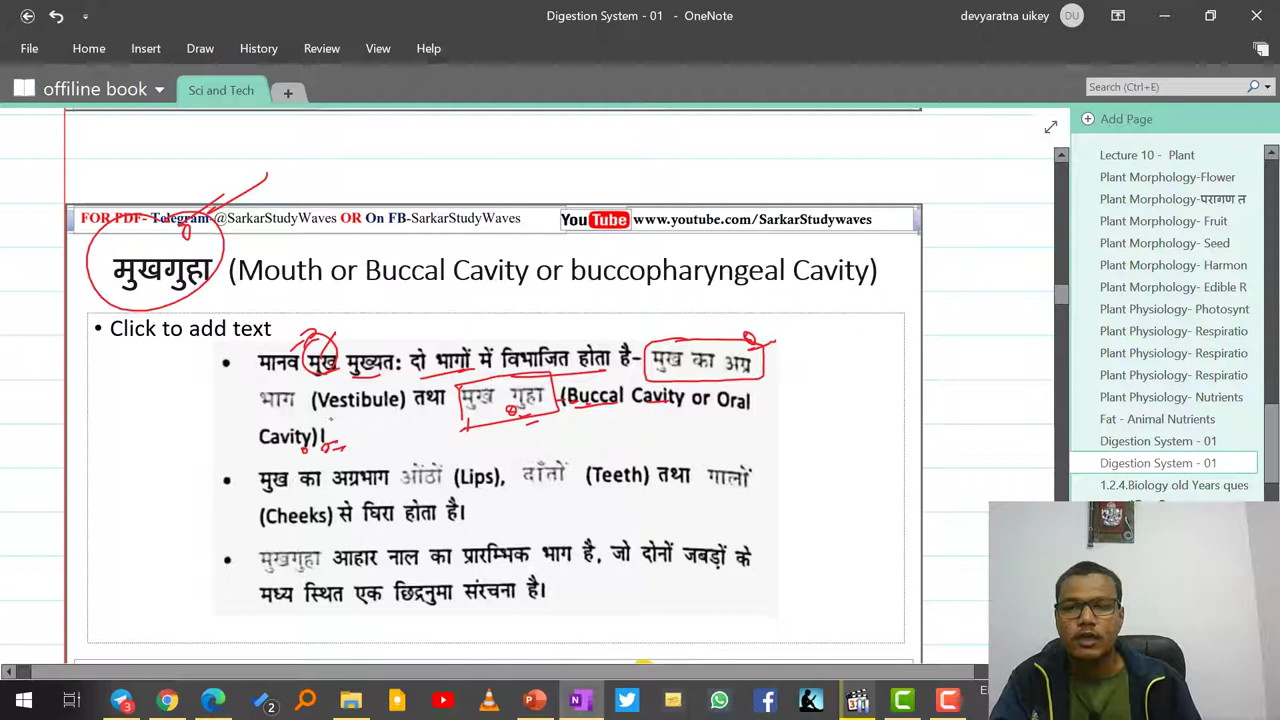 Digestion System - 01 - OneNote
devyaratna uikey
DU
File Home Insert Draw History Review View Help
offiline book
Sci and Tech
Search (Ctrl+E)
Add Page
Lecture 10 - Plant
Plant Morphology-Flower
Plant Morphology-परागण त
Plant Morphology- Fruit
Plant Morphology- Seed
Plant Morphology- Harmon
Plant Morphology- Edible R
Plant Physiology- Photosynt
Plant Physiology- Respiratio
Plant Physiology- Respiratio
Plant Physiology- Respiratio
Plant Physiology- Nutrients
Fat - Animal Nutrients
Digestion System - 01
Digestion System - 01
1.2.4.Biology old Years ques
FOR PDF- Telegram-@SarkarStudyWaves OR On FB-SarkarStudyWaves
YouTube www.youtube.com/SarkarStudywaves
मुखगुहा (Mouth or Buccal Cavity or buccopharyngeal Cavity)
• Click to add text
• मानव मुख मुख्यत: दो भागों में विभाजित होता है- मुख का अग्र
भाग (Vestibule) तथा मुख गुहा (Buccal Cavity or Oral
Cavity)।
• मुख का अग्रभाग ओंठों (Lips), दाँतों (Teeth) तथा गालों
(Cheeks) से घिरा होता है।
• मुखगुहा आहार नाल का प्रारम्भिक भाग है, जो दोनों जबड़ों के
मध्य स्थित एक छिद्रनुमा संरचना है।
3
2